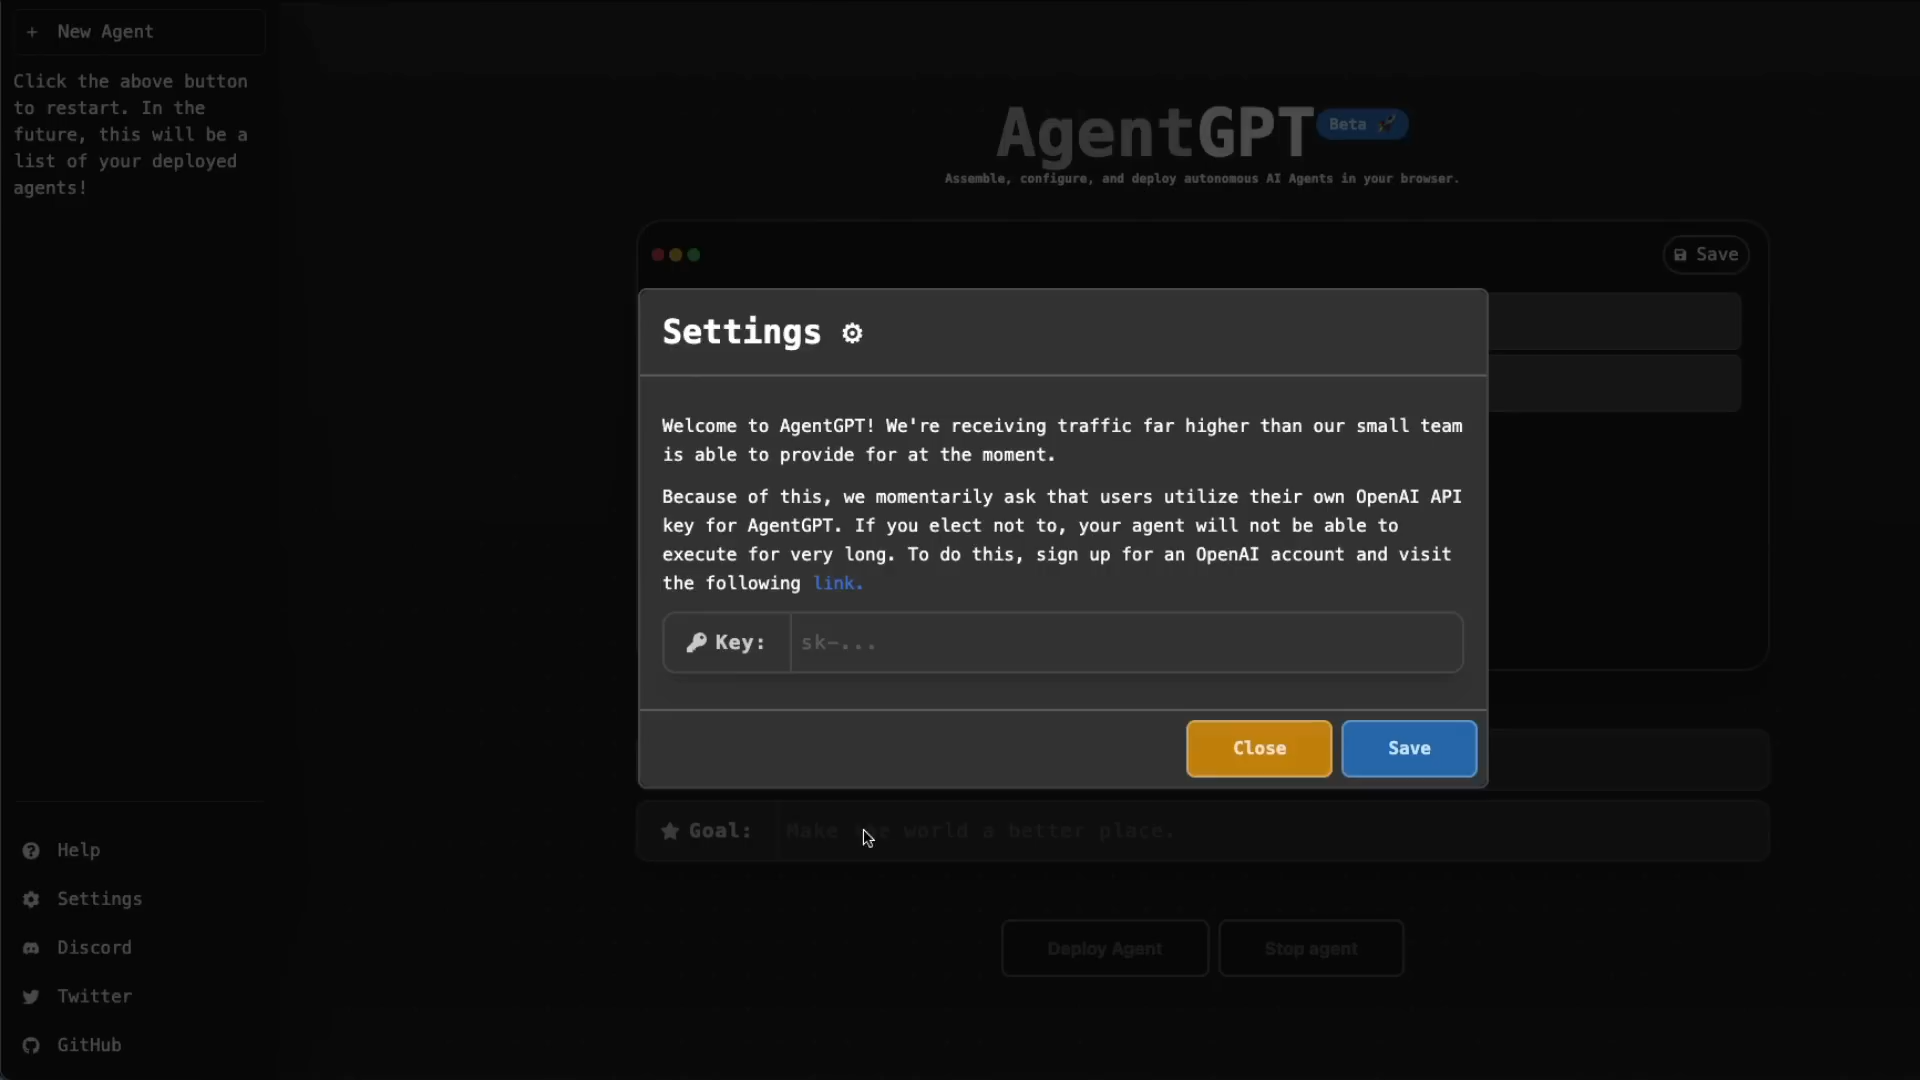 + New Agent
Click the above button
to restart. In the
future, this will be a
list of your deployed
agents!
Help
Settings
Discord
Twitter
GitHub
AgentGPT
Beta
Assemble, configure, and deploy autonomous AI Agents in your browser.
Save
Settings
Welcome to AgentGPT! We're receiving traffic far higher than our small team
is able to provide for at the moment.
Because of this, we momentarily ask that users utilize their own OpenAI API
key for AgentGPT. If you elect not to, your agent will not be able to
execute for very long. To do this, sign up for an OpenAI account and visit
the following link.
Key: sk-...
Close Save
Goal: Make the world a better place.
Deploy Agent Stop agent